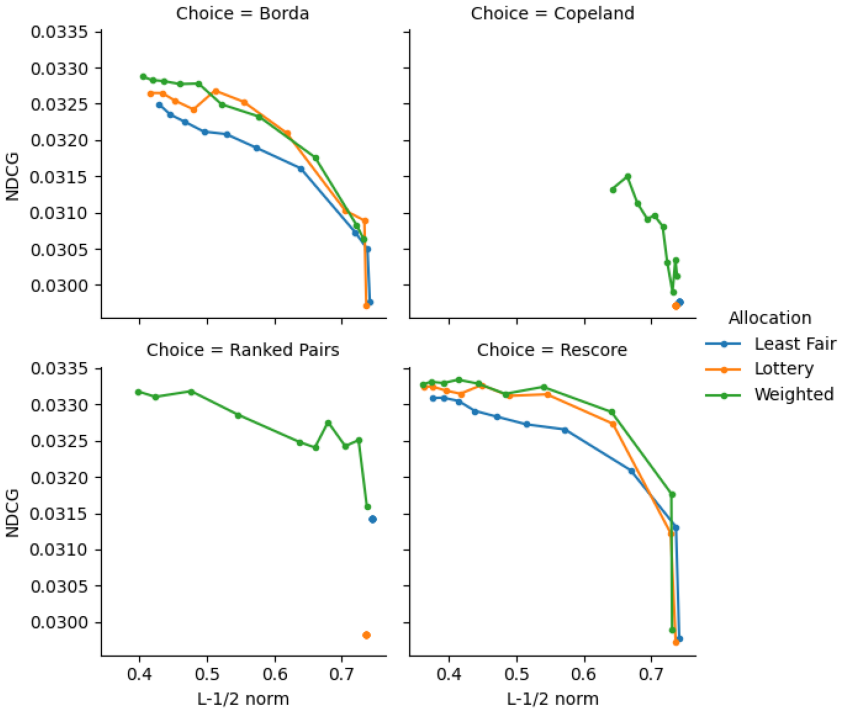 Choice = Borda
Choice = Copeland
0.0335
0.0330
0.0325
0.0320
0.0315
0.0310
0.0305
0.0300
NDCG
Allocation
Least Fair
Lottery
Weighted
Choice = Ranked Pairs
Choice = Rescore
0.0335
0.0330
0.0325
0.0320
0.0315
0.0310
0.0305
0.0300
NDCG
0.4 0.5 0.6 0.7
0.4 0.5 0.6 0.7
L-1/2 norm
L-1/2 norm